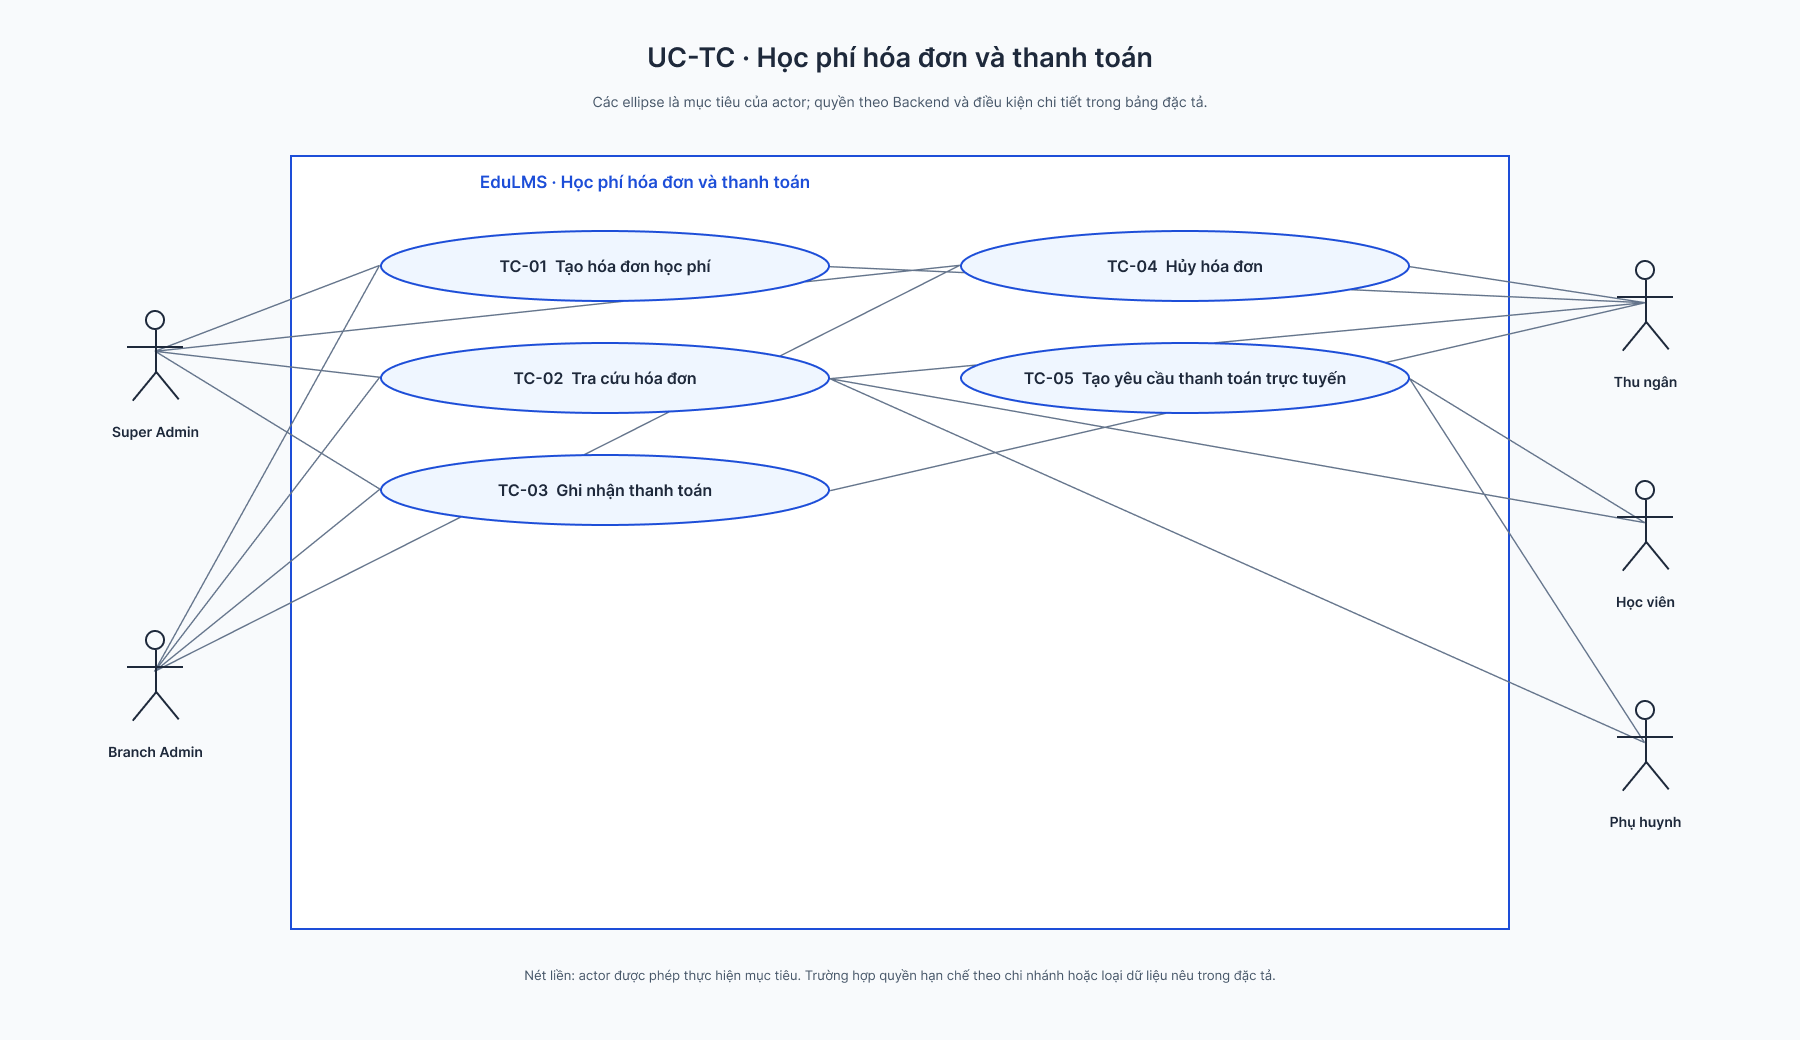 UC-TC · Học phí hóa đơn và thanh toán
Các ellipse là mục tiêu của actor; quyền theo Backend và điều kiện chi tiết trong bảng đặc tả.
EduLMS · Học phí hóa đơn và thanh toán
TC-01 Tạo hóa đơn học phí
TC-04 Hủy hóa đơn
TC-02 Tra cứu hóa đơn
TC-05 Tạo yêu cầu thanh toán trực tuyến
Thu ngân
Super Admin
TC-03 Ghi nhận thanh toán
Học viên
Branch Admin
Phụ huynh
Nét liền: actor được phép thực hiện mục tiêu. Trường hợp quyền hạn chế theo chi nhánh hoặc loại dữ liệu nêu trong đặc tả.